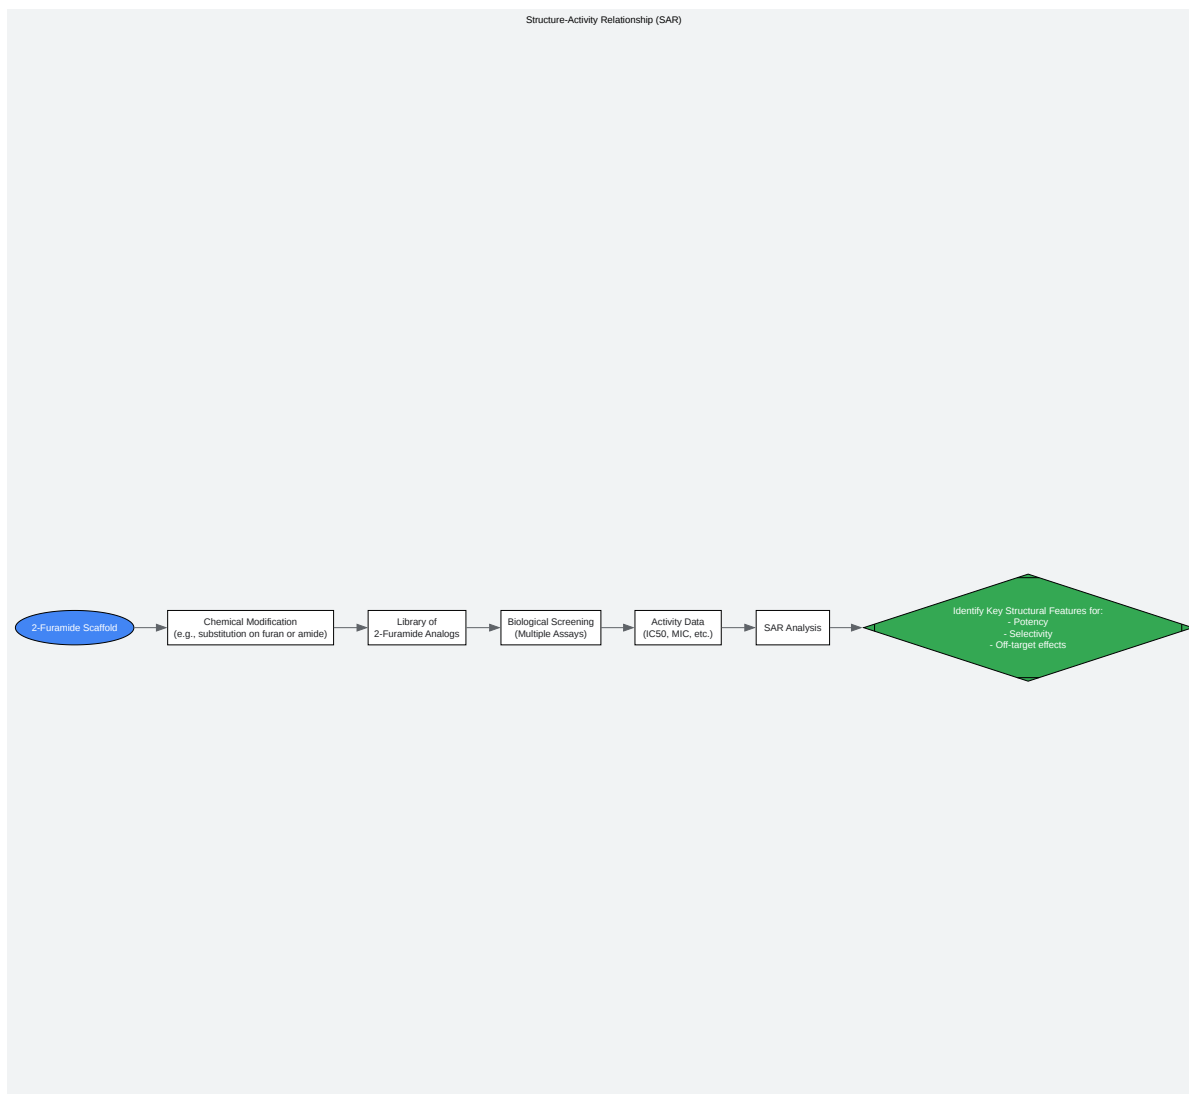 Structure-Activity Relationship (SAR)
2-Furamide Scaffold
Chemical Modification
(e.g., substitution on furan or amide)
Library of
2-Furamide Analogs
Biological Screening
(Multiple Assays)
Activity Data
(IC50, MIC, etc.)
SAR Analysis
Identify Key Structural Features for:
- Potency
- Selectivity
- Off-target effects